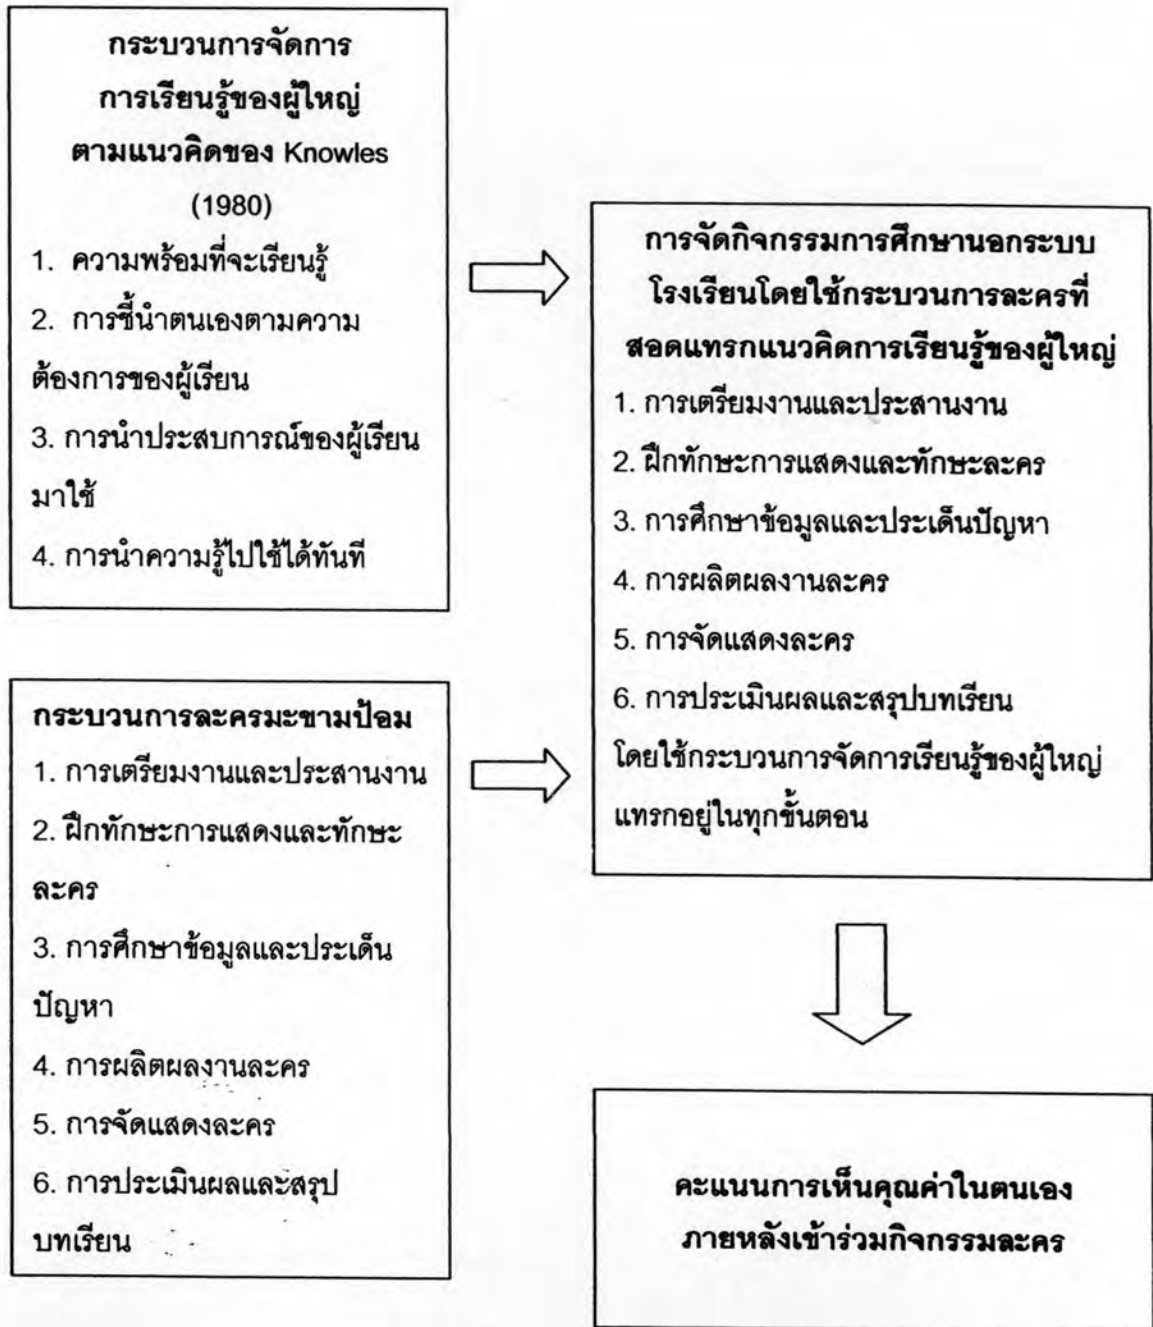 กระบวนการจัดการ
การเรียนรู้ของผู้ใหญ่
ตามแนวคิดของ Knowles
(1980)
1. ความพร้อมที่จะเรียนรู้
2. การชี้นำตนเองตามความ
ต้องการของผู้เรียน
3. การนำประสบการณ์ของผู้เรียน
มาใช้
4. การนำความรู้ไปใช้ได้ทันที
กระบวนการละครมะขามป้อม
1. การเตรียมงานและประสานงาน
2. ฝึกทักษะการแสดงและทักษะ
ละคร
3. การศึกษาข้อมูลและประเด็น
ปัญหา
4. การผลิตผลงานละคร
5. การจัดแสดงละคร
6. การประเมินผลและสรุป
บทเรียน
การจัดกิจกรรมการศึกษานอกระบบ
โรงเรียนโดยใช้กระบวนการละครที่
สอดแทรกแนวคิดการเรียนรู้ของผู้ใหญ่
1. การเตรียมงานและประสานงาน
2. ฝึกทักษะการแสดงและทักษะละคร
3. การศึกษาข้อมูลและประเด็นปัญหา
4. การผลิตผลงานละคร
5. การจัดแสดงละคร
6. การประเมินผลและสรุปบทเรียน
โดยใช้กระบวนการจัดการเรียนรู้ของผู้ใหญ่
แทรกอยู่ในทุกขั้นตอน
คะแนนการเห็นคุณค่าในตนเอง
ภายหลังเข้าร่วมกิจกรรมละคร